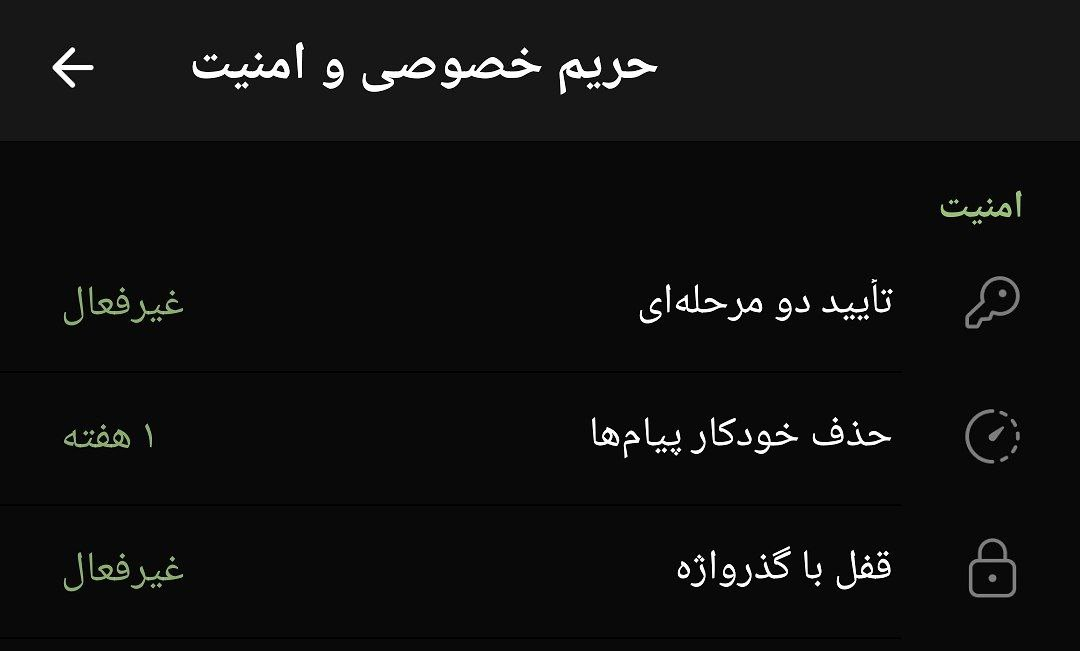 حریم خصوصی و امنیت
امنیت
تأیید دو مرحله‌ای غیرفعال
حذف خودکار پیام‌ها ۱ هفته
قفل با گذرواژه غیرفعال